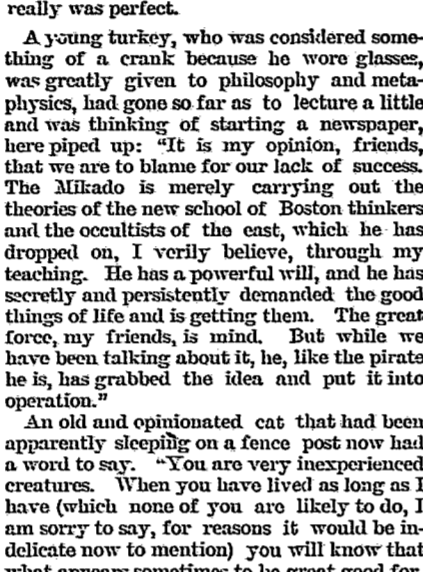 really was perfect.
A young turkey, who was considered some-
thing of a crank because he wore glasses,
was greatly given to philosophy and meta-
physics, had gone so far as to lecture a little
and was thinking of starting a newspaper,
here piped up: "It is my opinion, friends,
that we are to blame for our lack of success.
The Mikado is merely carrying out the
theories of the new school of Boston thinkers
and the occultists of the east, which he has
dropped on, I verily believe, through my
teaching. He has a powerful will, and he has
secretly and persistently demanded the good
things of life and is getting them. The great
force, my friends, is mind. But while we
have been talking about it, he, like the pirate
he is, has grabbed the idea and put it into
operation."
An old and opinionated cat that had been
apparently sleeping on a fence post now had
a word to say. "You are very inexperienced
creatures. When you have lived as long as I
have (which none of you are likely to do, I
am sorry to say, for reasons it would be in-
delicate now to mention) you will know that
what appears sometimes to be great good for-